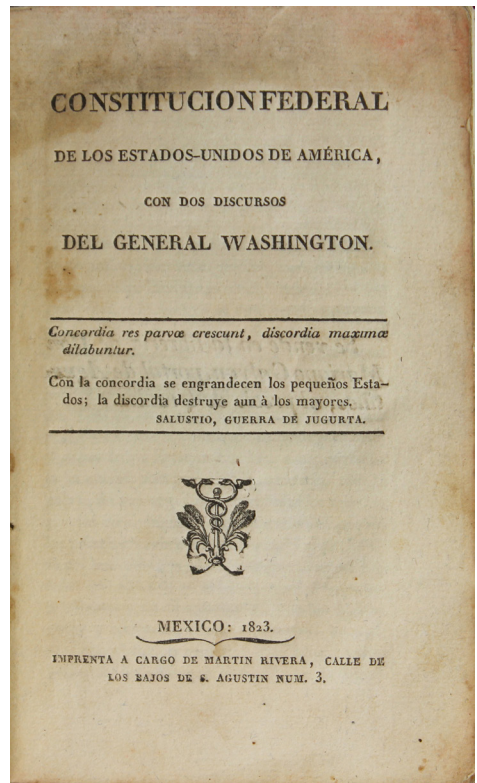 CONSTITUCION FEDERAL
DE LOS ESTADOS-UNIDOS DE AMÉRICA,
CON DOS DISCURSOS
DEL GENERAL WASHINGTON.
Concordia res parvœ crescunt, discordia maxumœ
dilabuntur.
Con la concordia se engrandecen los pequeños Esta-
dos; la discordia destruye aun à los mayores.
SALUSTIO, GUERRA DE JUGURTA.
MEXICO: 1823.
IMPRENTA A CARGO DE MARTIN RIVERA, CALLE DE
LOS BAJOS DE S. AGUSTIN NUM. 3.